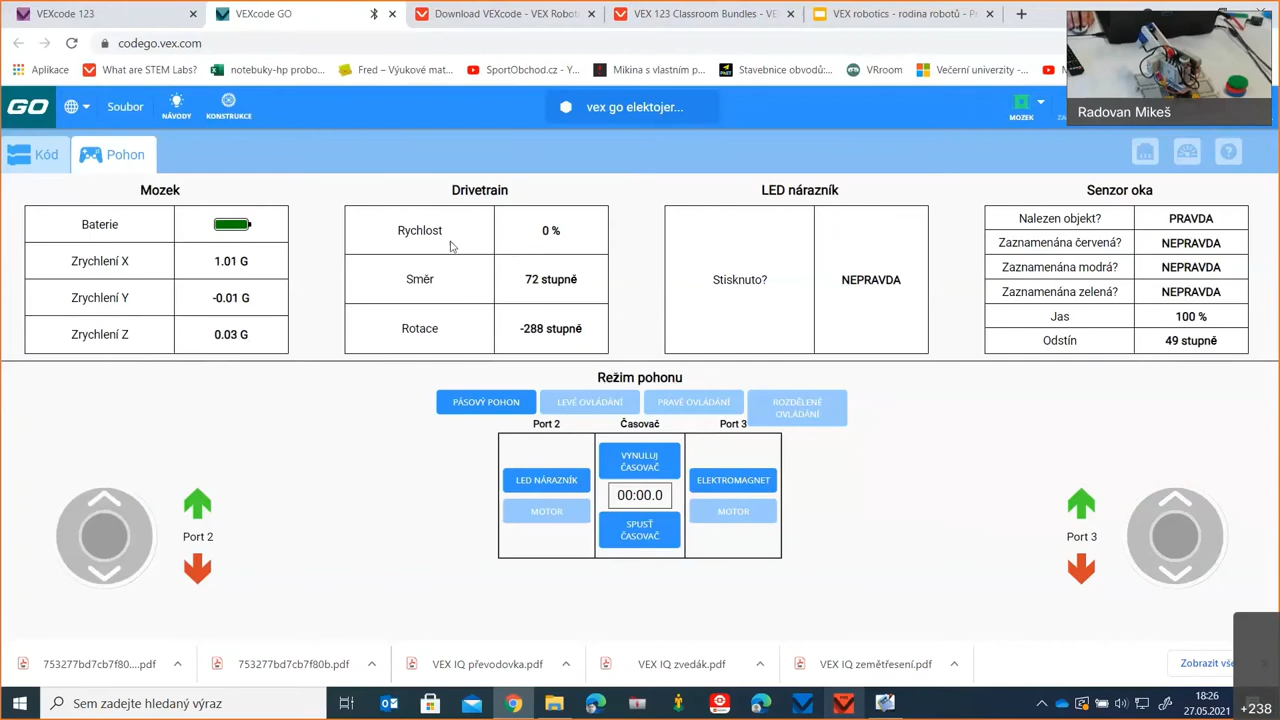 VEXcode 123
VEXcode GO
Download VEXcode - VEX Robot
VEX 123 Classroom Bundles - VE
VEX robotics - rodina robotů - P
codego.vex.com
Aplikace
What are STEM Labs?
notebuky-hp probo...
Fred – Výukové mat...
SportObchod.cz - Y...
Mikina s vlastním p...
Stavebnice obvodů:...
VRroom
Večerní univerzity -...
Radovan Mikeš
GO
Soubor
NÁVODY
KONSTRUKCE
vex go elektojer...
MOZEK
Kód
Pohon
Mozek
Baterie
Zrychlení X 1.01 G
Zrychlení Y -0.01 G
Zrychlení Z 0.03 G
Drivetrain
Rychlost 0 %
Směr 72 stupně
Rotace -288 stupně
LED nárazník
Stisknuto? NEPRAVDA
Senzor oka
Nalezen objekt? PRAVDA
Zaznamenána červená? NEPRAVDA
Zaznamenána modrá? NEPRAVDA
Zaznamenána zelená? NEPRAVDA
Jas 100 %
Odstín 49 stupně
Režim pohonu
PÁSOVÝ POHON
LEVÉ OVLÁDÁNÍ
PRAVÉ OVLÁDÁNÍ
ROZDĚLENÉ
OVLÁDÁNÍ
Port 2
Časovač
Port 3
LED NÁRAZNÍK
MOTOR
VYNULUJ
ČASOVAČ
00:00.0
SPUSŤ
ČASOVAČ
ELEKTROMAGNET
MOTOR
Port 2
Port 3
753277bd7cb7f80....pdf
753277bd7cb7f80b.pdf
VEX IQ převodovka.pdf
VEX IQ zvedák.pdf
VEX IQ zemětřesení.pdf
Zobrazit vše
Sem zadejte hledaný výraz
18:26
27.05.2021
+238